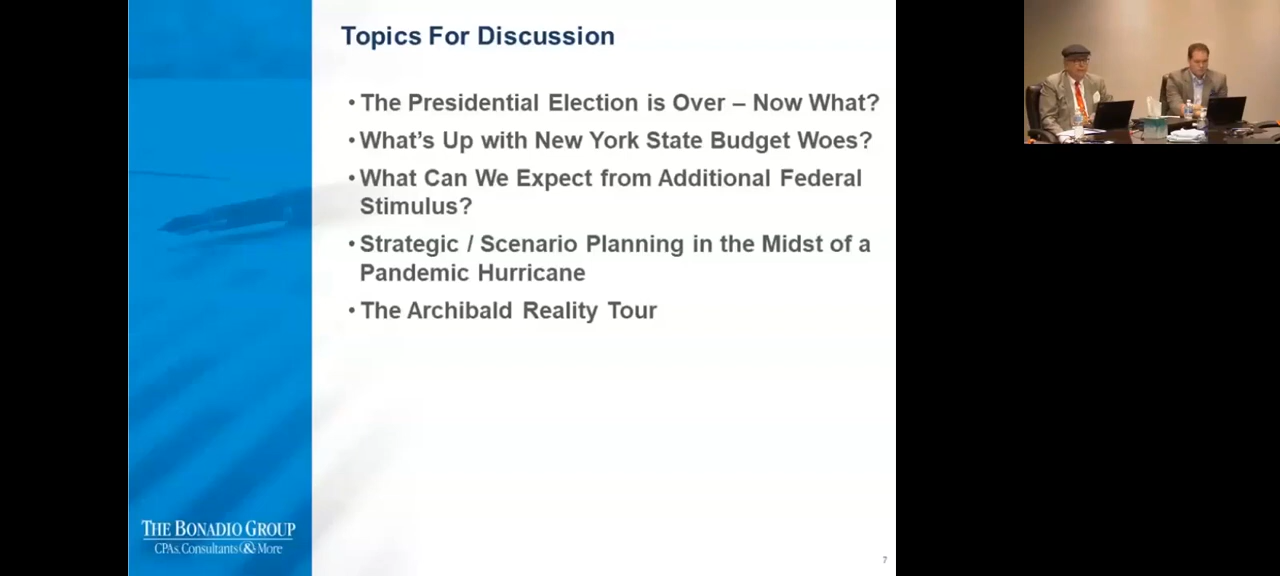 Topics For Discussion
• The Presidential Election is Over – Now What?
• What's Up with New York State Budget Woes?
• What Can We Expect from Additional Federal
Stimulus?
• Strategic / Scenario Planning in the Midst of a
Pandemic Hurricane
• The Archibald Reality Tour
THE BONADIO GROUP
CPAs, Consultants & More
7